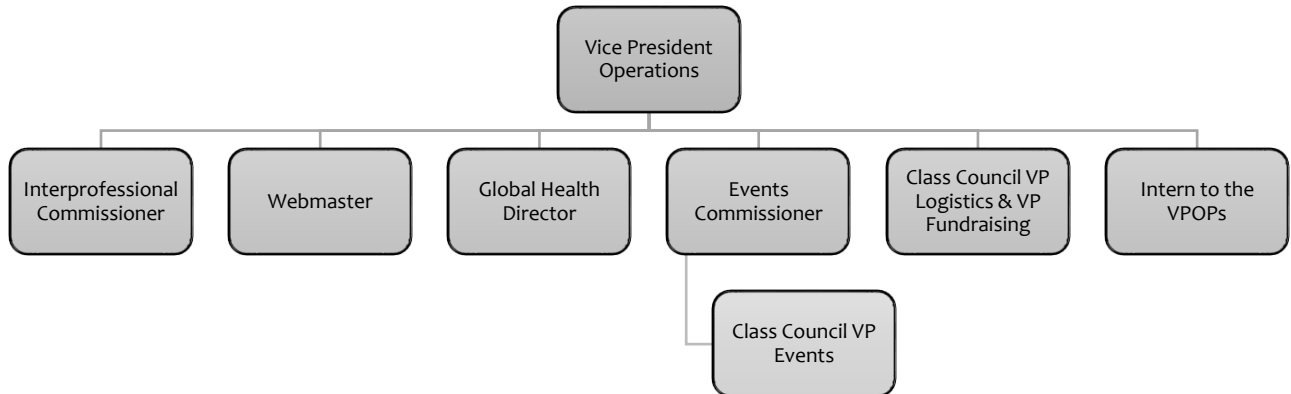 Vice President
Operations
Interprofessional
Commissioner
Webmaster
Global Health
Director
Events
Commissioner
Class Council VP
Logistics & VP
Fundraising
Intern to the
VPOPs
Class Council VP
Events